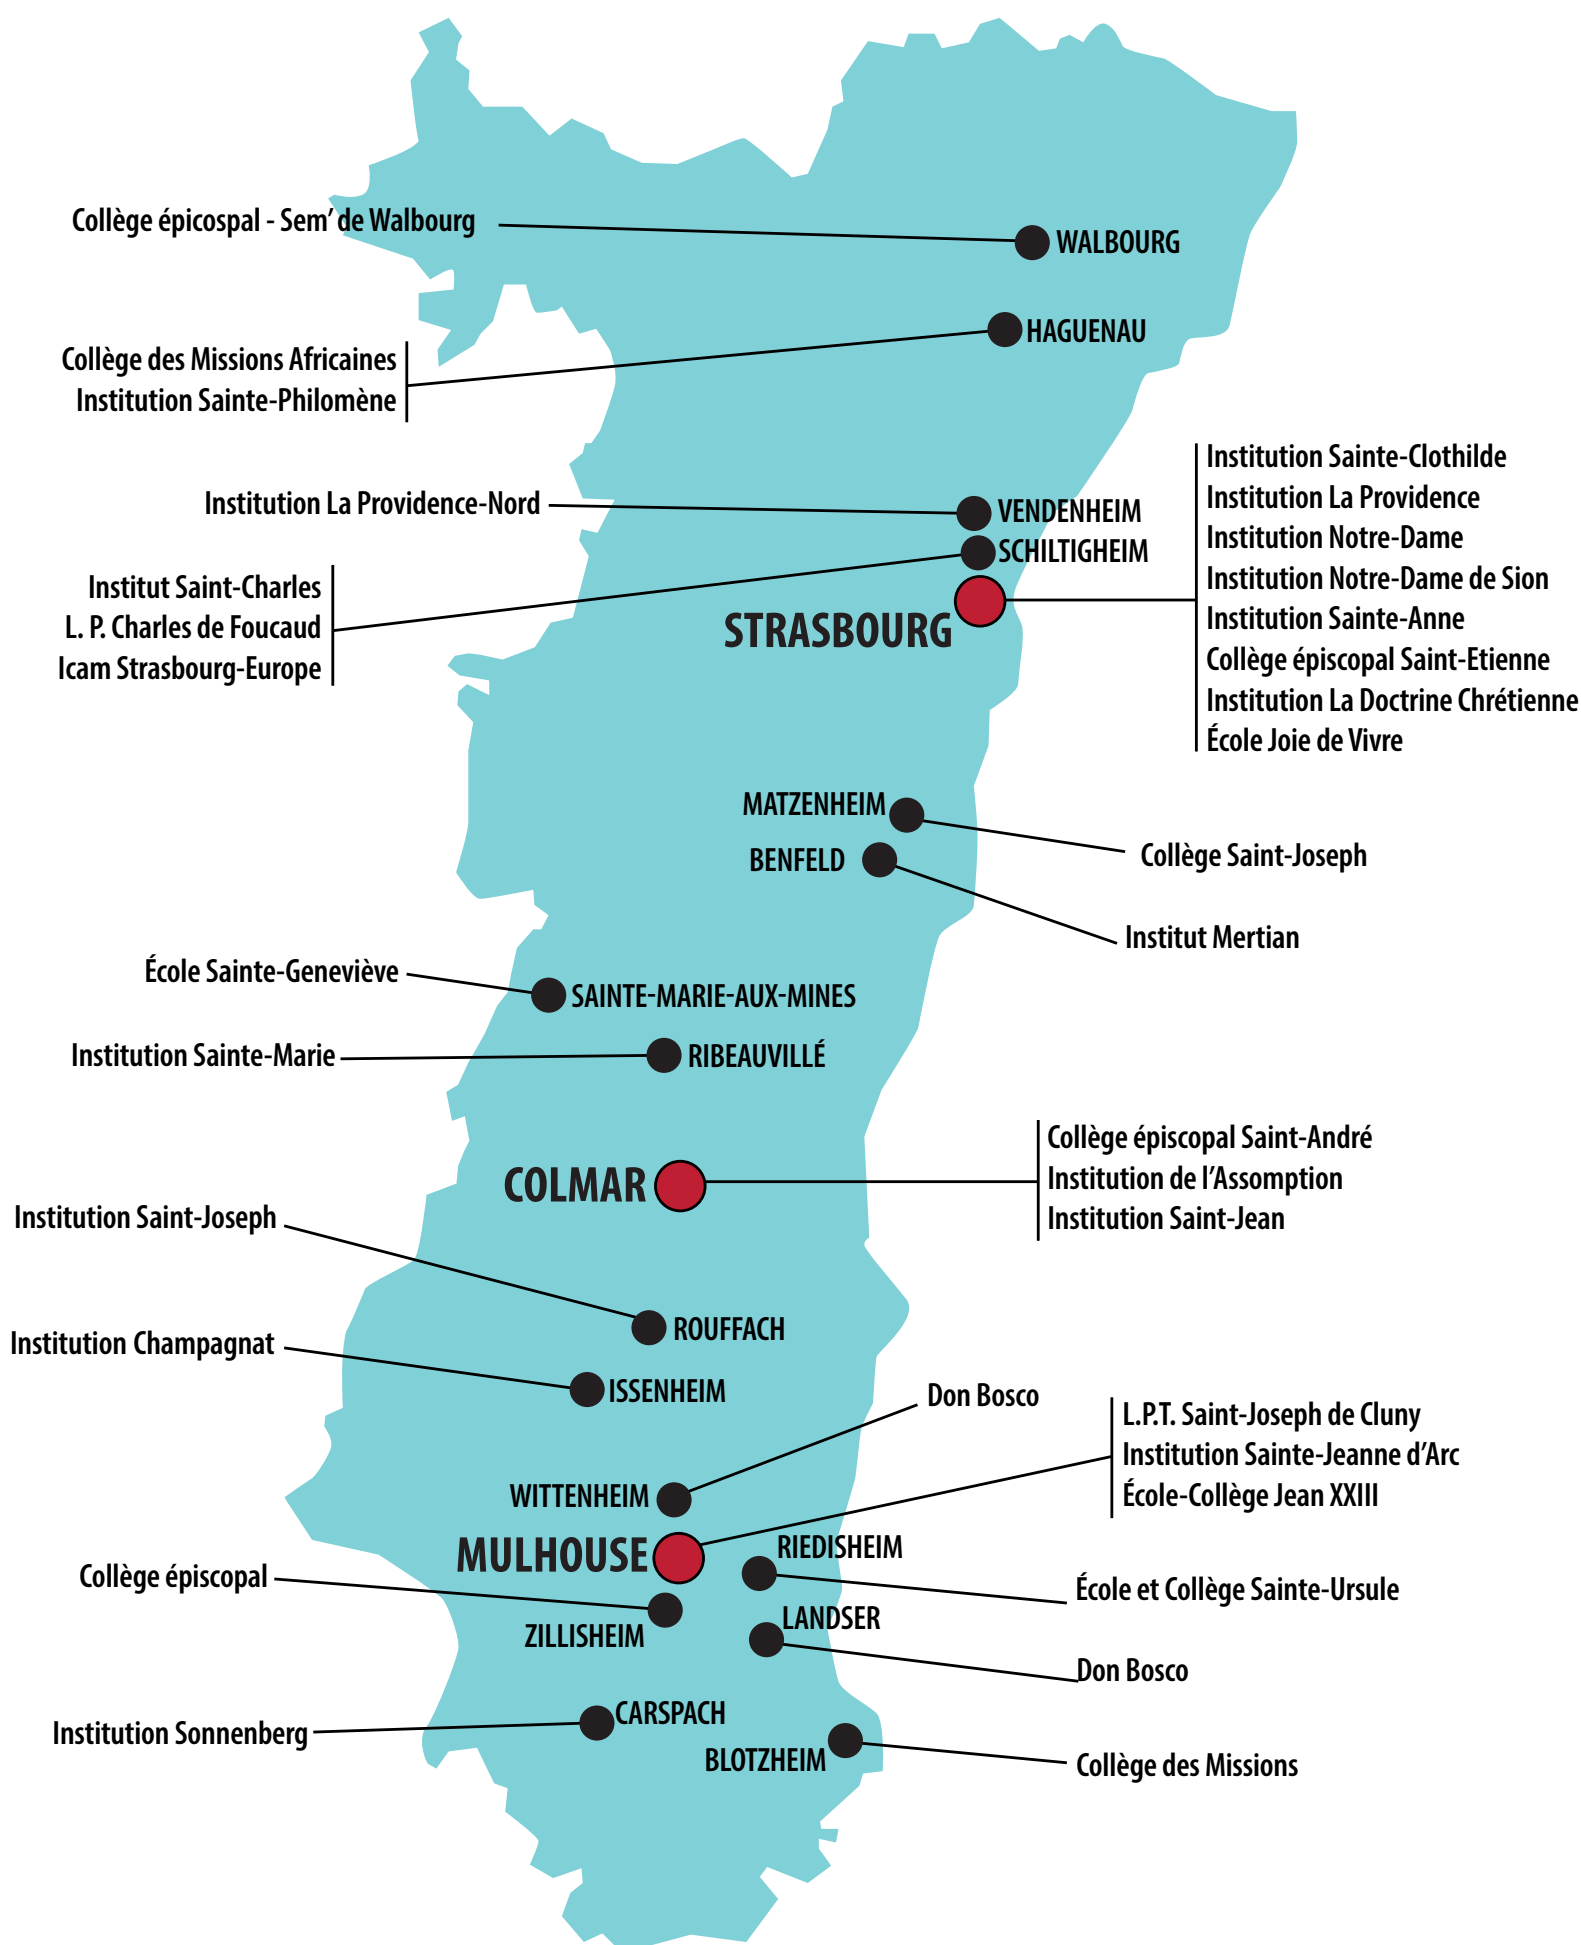 Collège épicospal - Sem' de Walbourg
WALBOURG
HAGUENAU
Collège des Missions Africaines
Institution Sainte-Philomène
Institution Sainte-Clothilde
Institution La Providence
Institution Notre-Dame
Institution Notre-Dame de Sion
Institution Sainte-Anne
Collège épiscopal Saint-Etienne
Institution La Doctrine Chrétienne
École Joie de Vivre
Institution La Providence-Nord
VENDENHEIM
SCHILTIGHEIM
Institut Saint-Charles
L. P. Charles de Foucaud
Icam Strasbourg-Europe
STRASBOURG
MATZENHEIM
Collège Saint-Joseph
BENFELD
Institut Mertian
École Sainte-Geneviève
SAINTE-MARIE-AUX-MINES
Institution Sainte-Marie
RIBEAUVILLÉ
Collège épiscopal Saint-André
Institution de l'Assomption
Institution Saint-Jean
COLMAR
Institution Saint-Joseph
ROUFFACH
Institution Champagnat
ISSENHEIM
Don Bosco
L.P.T. Saint-Joseph de Cluny
Institution Sainte-Jeanne d'Arc
École-Collège Jean XXIII
WITTENHEIM
MULHOUSE
RIEDISHEIM
Collège épiscopal
École et Collège Sainte-Ursule
LANDSER
ZILLISHEIM
Don Bosco
CARSPACH
Institution Sonnenberg
BLOTZHEIM
Collège des Missions